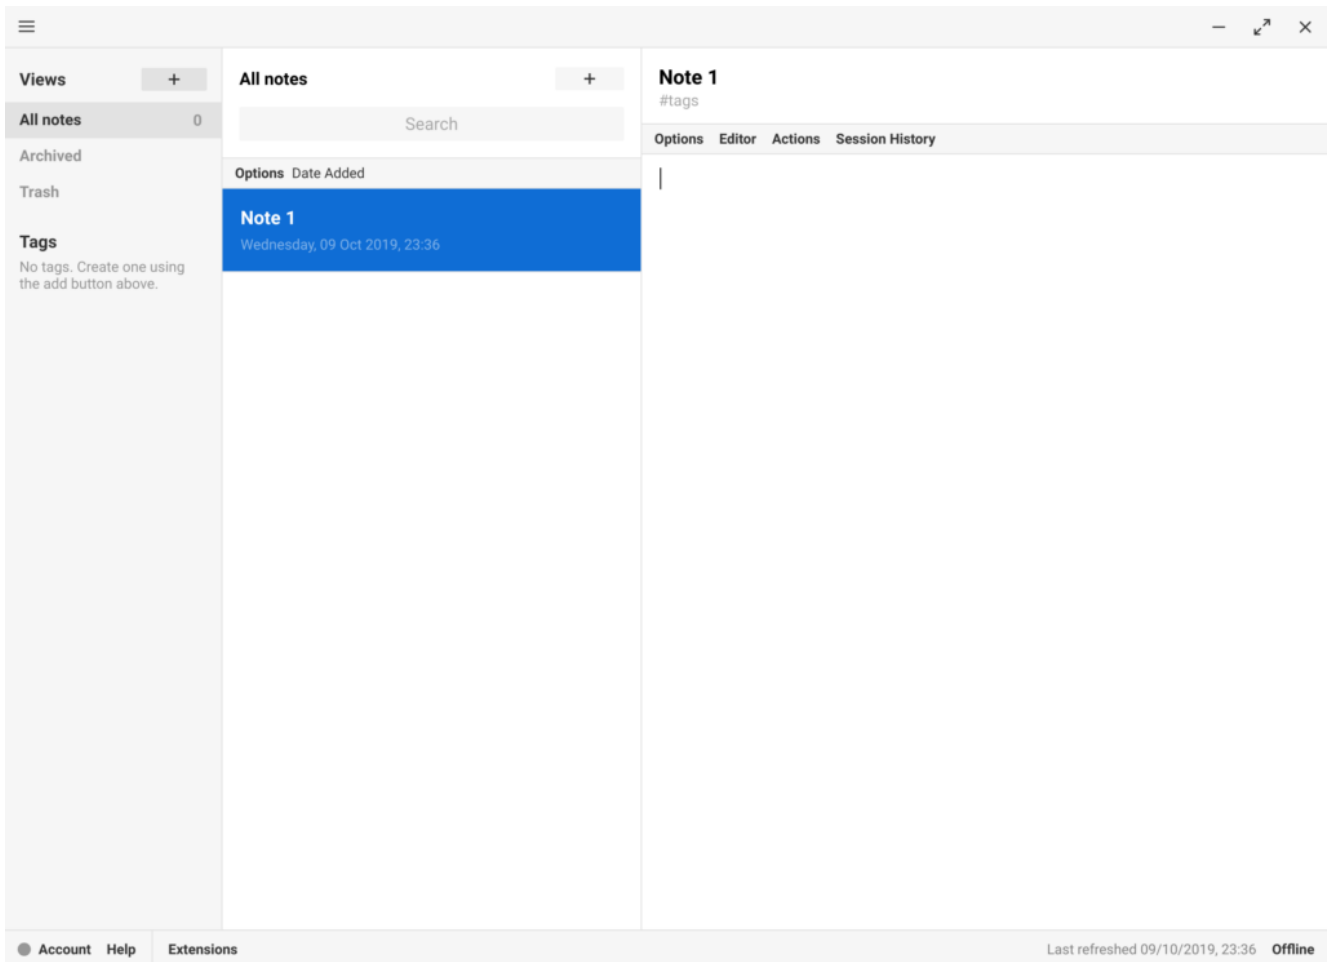 Views +
All notes 0
Archived
Trash
Tags
No tags. Create one using
the add button above.
All notes +
Search
Options Date Added
Note 1
Wednesday, 09 Oct 2019, 23:36
Note 1
#tags
Options Editor Actions Session History
Account Help Extensions
Last refreshed 09/10/2019, 23:36 Offline